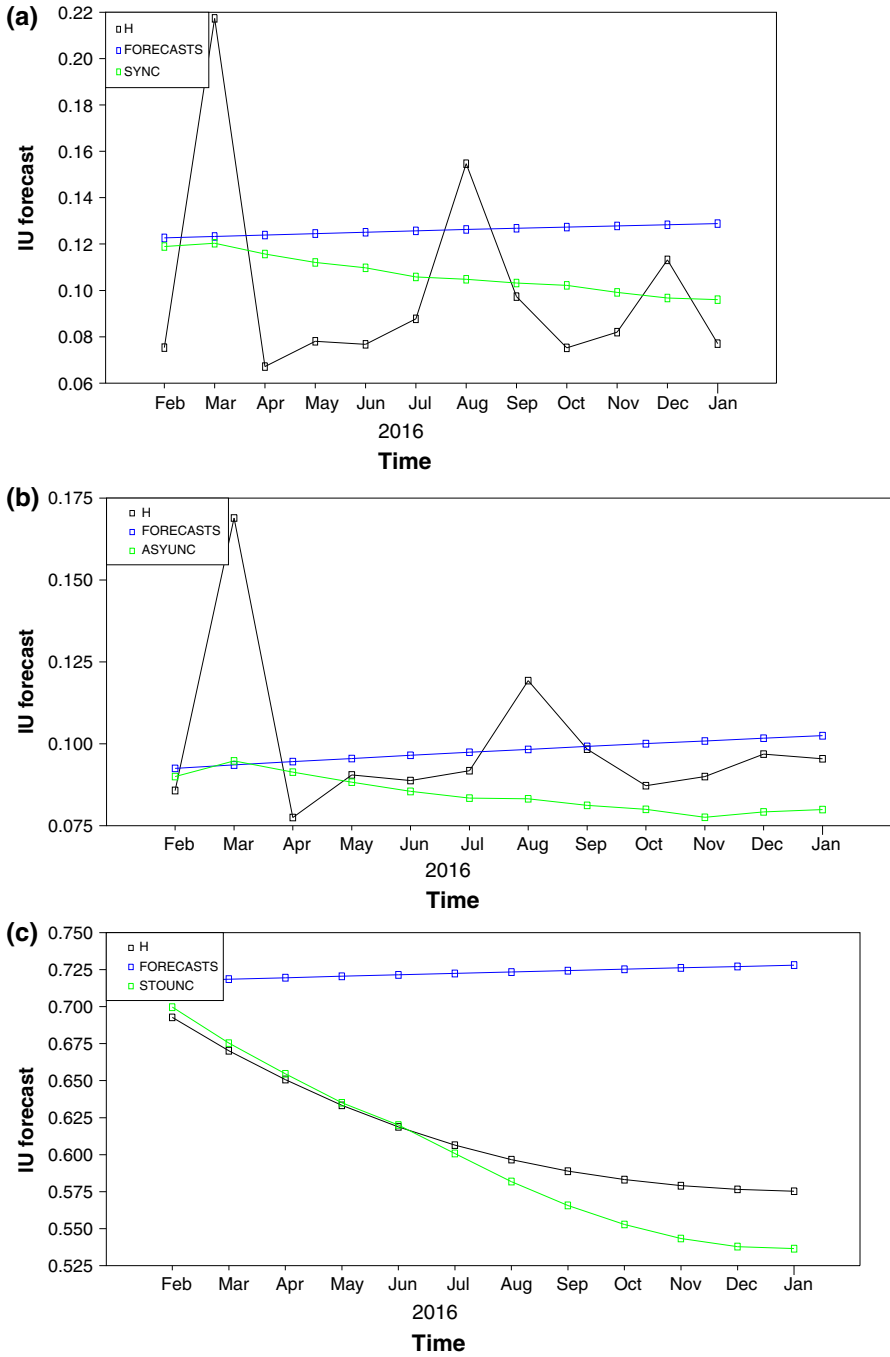 (a)
0.22
0.20
0.18
0.16
0.14
0.12
0.10
0.08
0.06
IU forecast
H
FORECASTS
SYNC
Feb Mar Apr May Jun Jul Aug Sep Oct Nov Dec Jan
2016
Time
(b)
0.175
0.150
0.125
0.100
0.075
IU forecast
H
FORECASTS
ASYUNC
Feb Mar Apr May Jun Jul Aug Sep Oct Nov Dec Jan
2016
Time
(c)
0.750
0.725
0.700
0.675
0.650
0.625
0.600
0.575
0.550
0.525
IU forecast
H
FORECASTS
STOUNC
Feb Mar Apr May Jun Jul Aug Sep Oct Nov Dec Jan
2016
Time